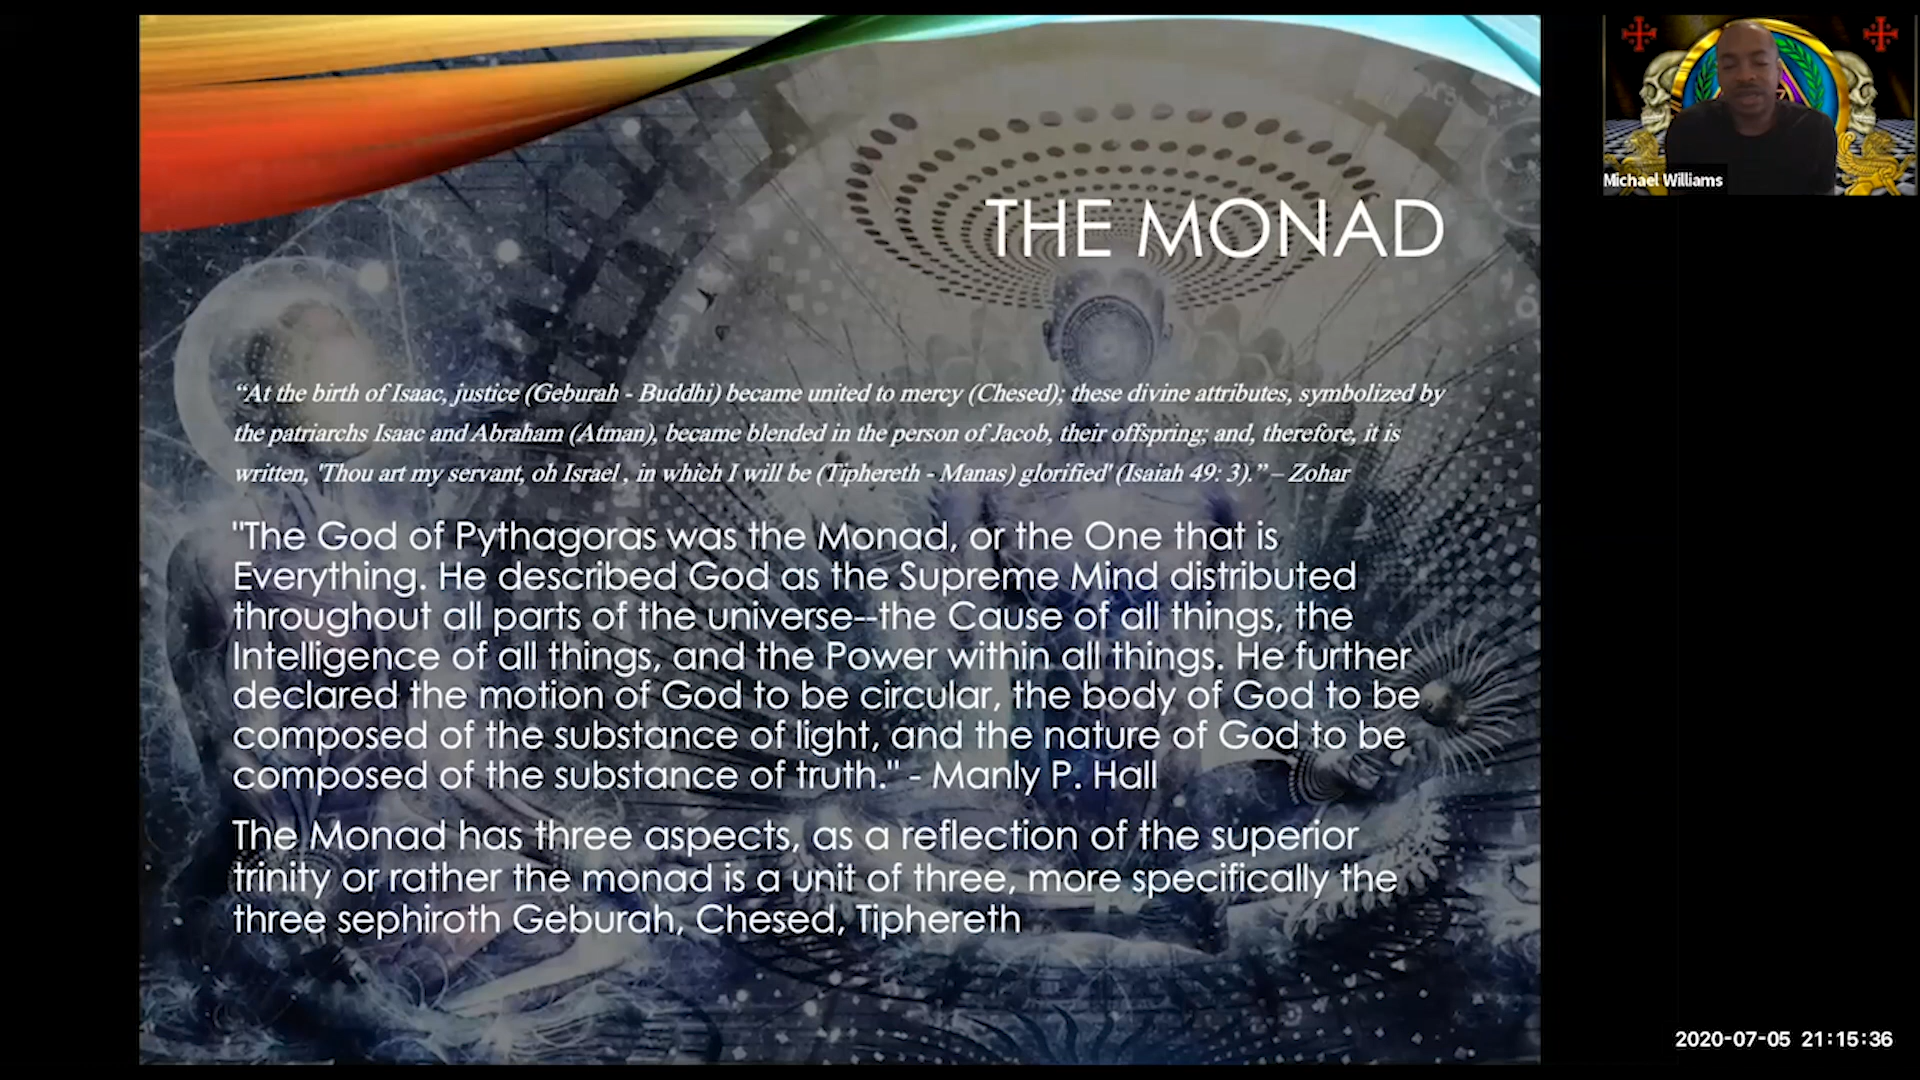 THE MONAD
“At the birth of Isaac, justice (Geburah - Buddhi) became united to mercy (Chesed); these divine attributes, symbolized by
the patriarchs Isaac and Abraham (Atman), became blended in the person of Jacob, their offspring; and, therefore, it is
written, 'Thou art my servant, oh Israel , in which I will be (Tiphereth - Manas) glorified' (Isaiah 49: 3).” – Zohar
"The God of Pythagoras was the Monad, or the One that is
Everything. He described God as the Supreme Mind distributed
throughout all parts of the universe--the Cause of all things, the
Intelligence of all things, and the Power within all things. He further
declared the motion of God to be circular, the body of God to be
composed of the substance of light, and the nature of God to be
composed of the substance of truth." - Manly P. Hall
The Monad has three aspects, as a reflection of the superior
trinity or rather the monad is a unit of three, more specifically the
three sephiroth Geburah, Chesed, Tiphereth
Michael Williams
2020-07-05 21:15:36